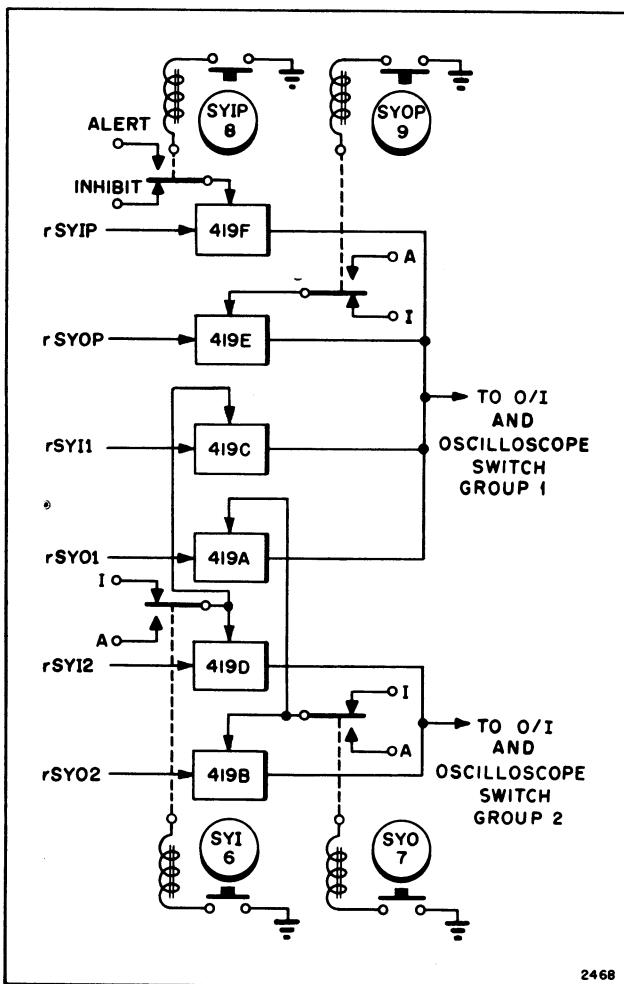 SYIP
8
SYOP
9
ALERT
INHIBIT
rSYIP
419F
A
I
rSYOP
419E
TO O/I
AND
OSCILLOSCOPE
SWITCH
GROUP 1
rSYI1
419C
rSYO1
419A
I
A
rSYI2
419D
I
A
TO O/I
AND
OSCILLOSCOPE
SWITCH
GROUP 2
rSYO2
419B
SYI
6
SYO
7
2468